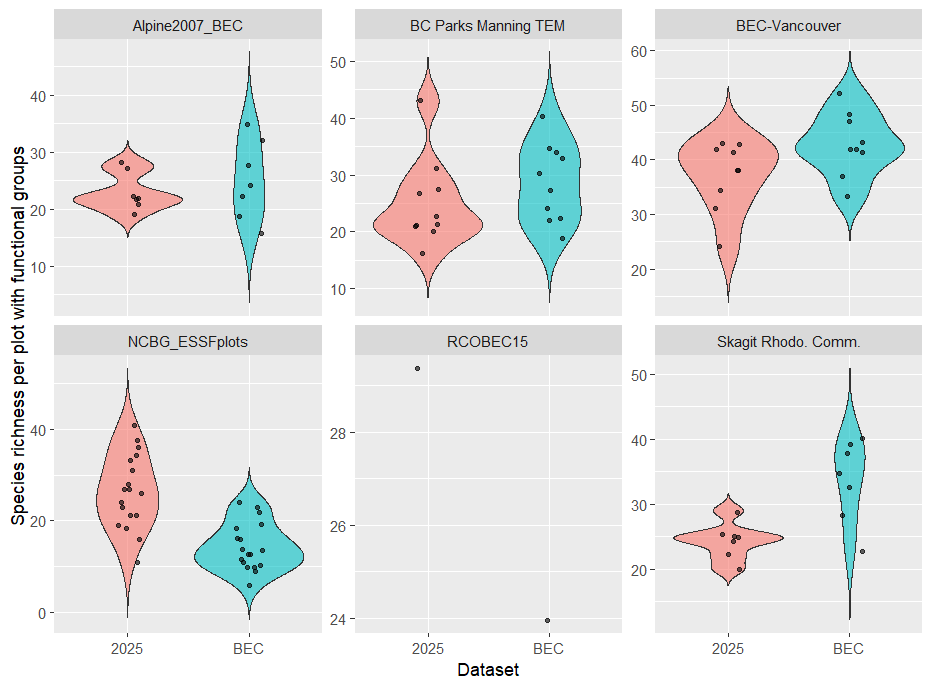 Alpine2007_BEC
BC Parks Manning TEM
BEC-Vancouver
40
30
20
10
50
40
30
20
10
60
50
40
30
20
Species richness per plot with functional groups
NCBG_ESSFplots
RCOBEC15
Skagit Rhodo. Comm.
40
20
0
28
26
24
50
40
30
20
2025
BEC
2025
BEC
2025
BEC
Dataset